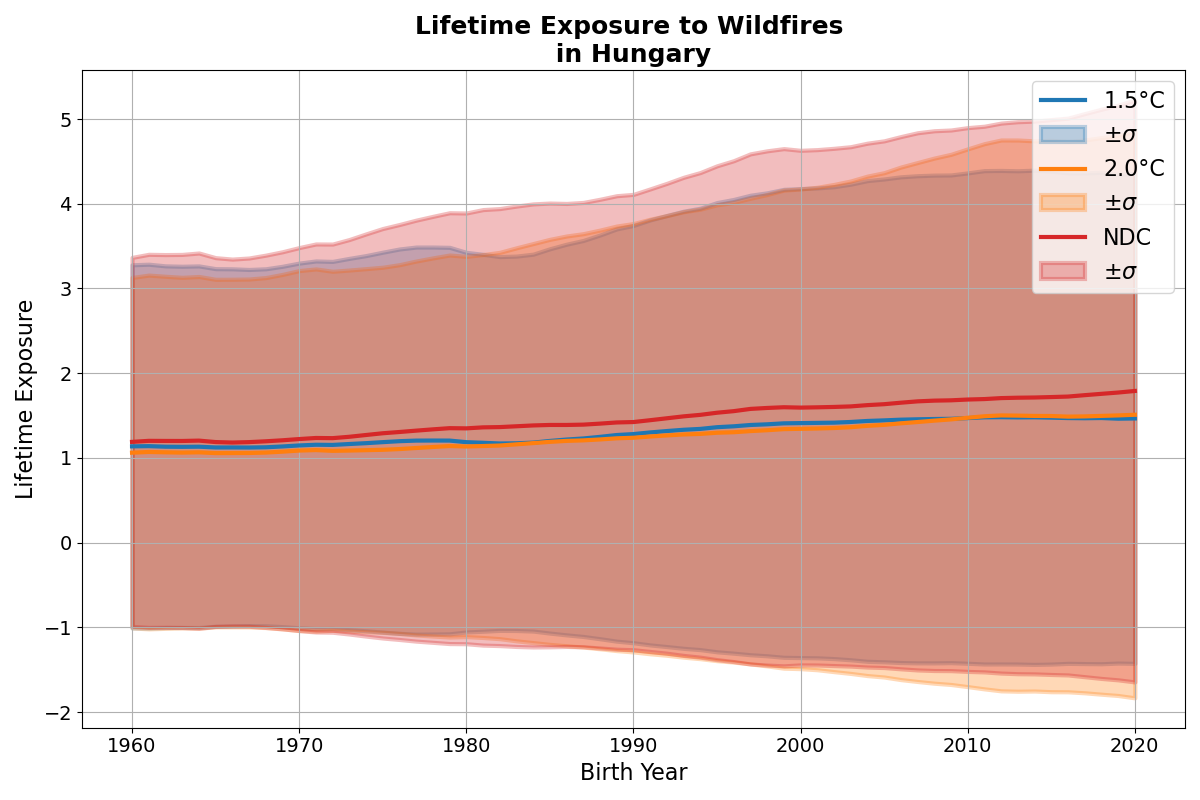 Lifetime Exposure to Wildfires
in Hungary
Lifetime Exposure
5
4
3
2
1
0
−1
−2
1.5°C
±σ
2.0°C
±σ
NDC
±σ
1960 1970 1980 1990 2000 2010 2020
Birth Year